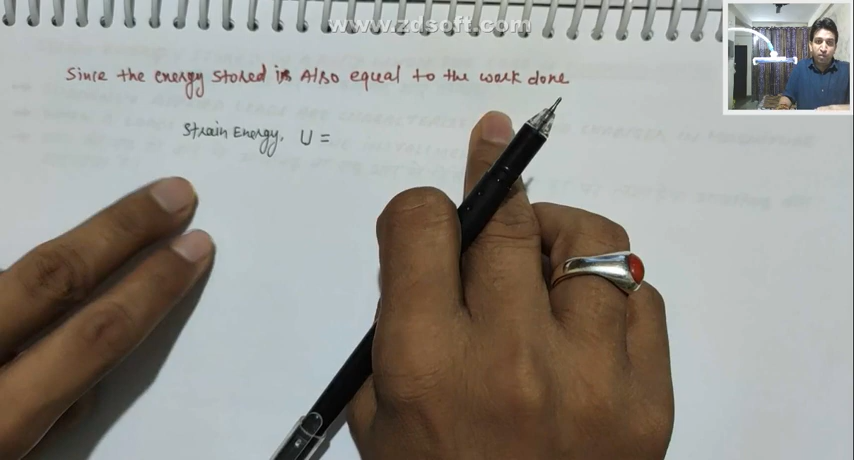 www.zdsoft.com
Since the energy stored is Also equal to the work done
Strain Energy, U =